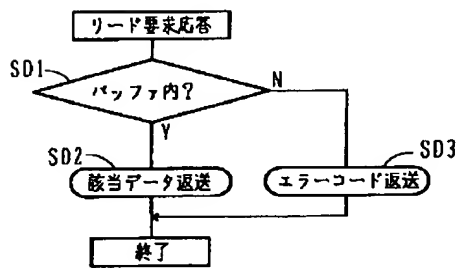 リード要求応答
SD1
バッファ内?
N
Y
SD2
SD3
該当データ返送
エラーコード返送
終了